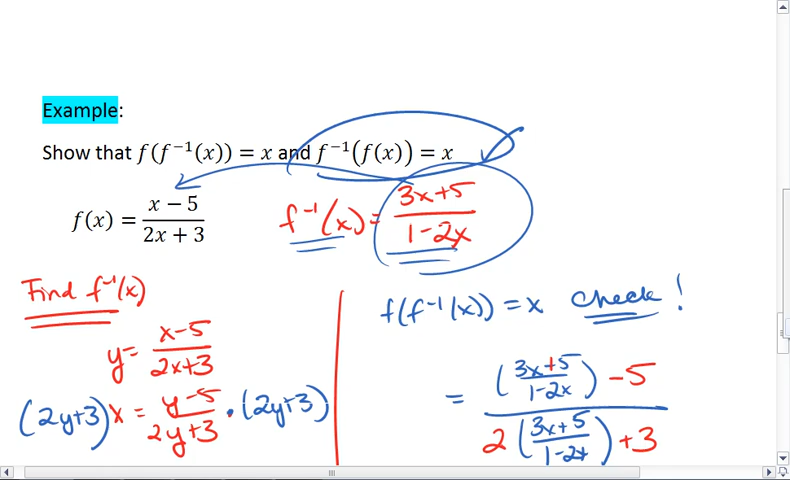 Example:
Show that f(f⁻¹(x)) = x and f⁻¹(f(x)) = x
f(x) = (x − 5)/(2x + 3)
f⁻¹(x) = (3x+5)/(1−2x)
Find f⁻¹(x)
f(f⁻¹(x)) = x check!
y = (x−5)/(2x+3)
(2y+3) x = (y−5)/(2y+3) • (2y+3)
= ((3x+5)/(1−2x)) −5
2 ((3x+5)/(1−2x)) +3